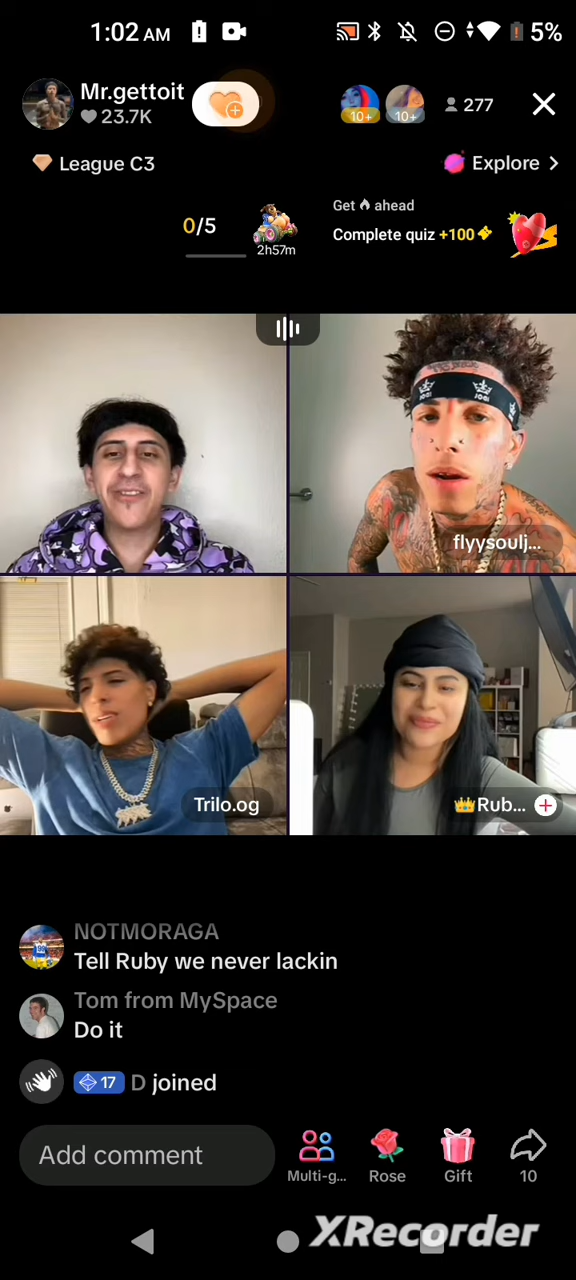 1:02 AM
5%
Mr.gettoit
23.7K
10+
10+
277
League C3
Explore >
0/5
2h57m
Get ahead
Complete quiz +100
flyysoulj...
Trilo.og
Rub...
NOTMORAGA
Tell Ruby we never lackin
Tom from MySpace
Do it
17 D joined
Add comment
Multi-g...
Rose
Gift
10
XRecorder